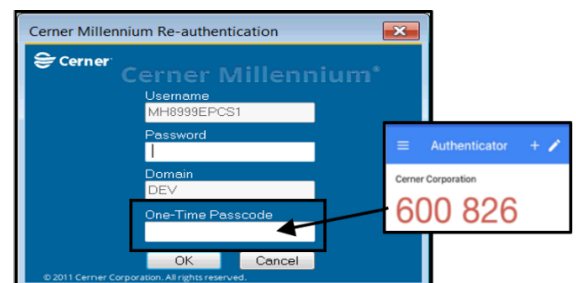 Cerner Millennium Re-authentication
Cerner
Cerner Millennium®
Username
MH8999EPCS1
Password
Domain
DEV
One-Time Passcode
OK Cancel
© 2011 Cerner Corporation. All rights reserved.
Authenticator
Cerner Corporation
600 826